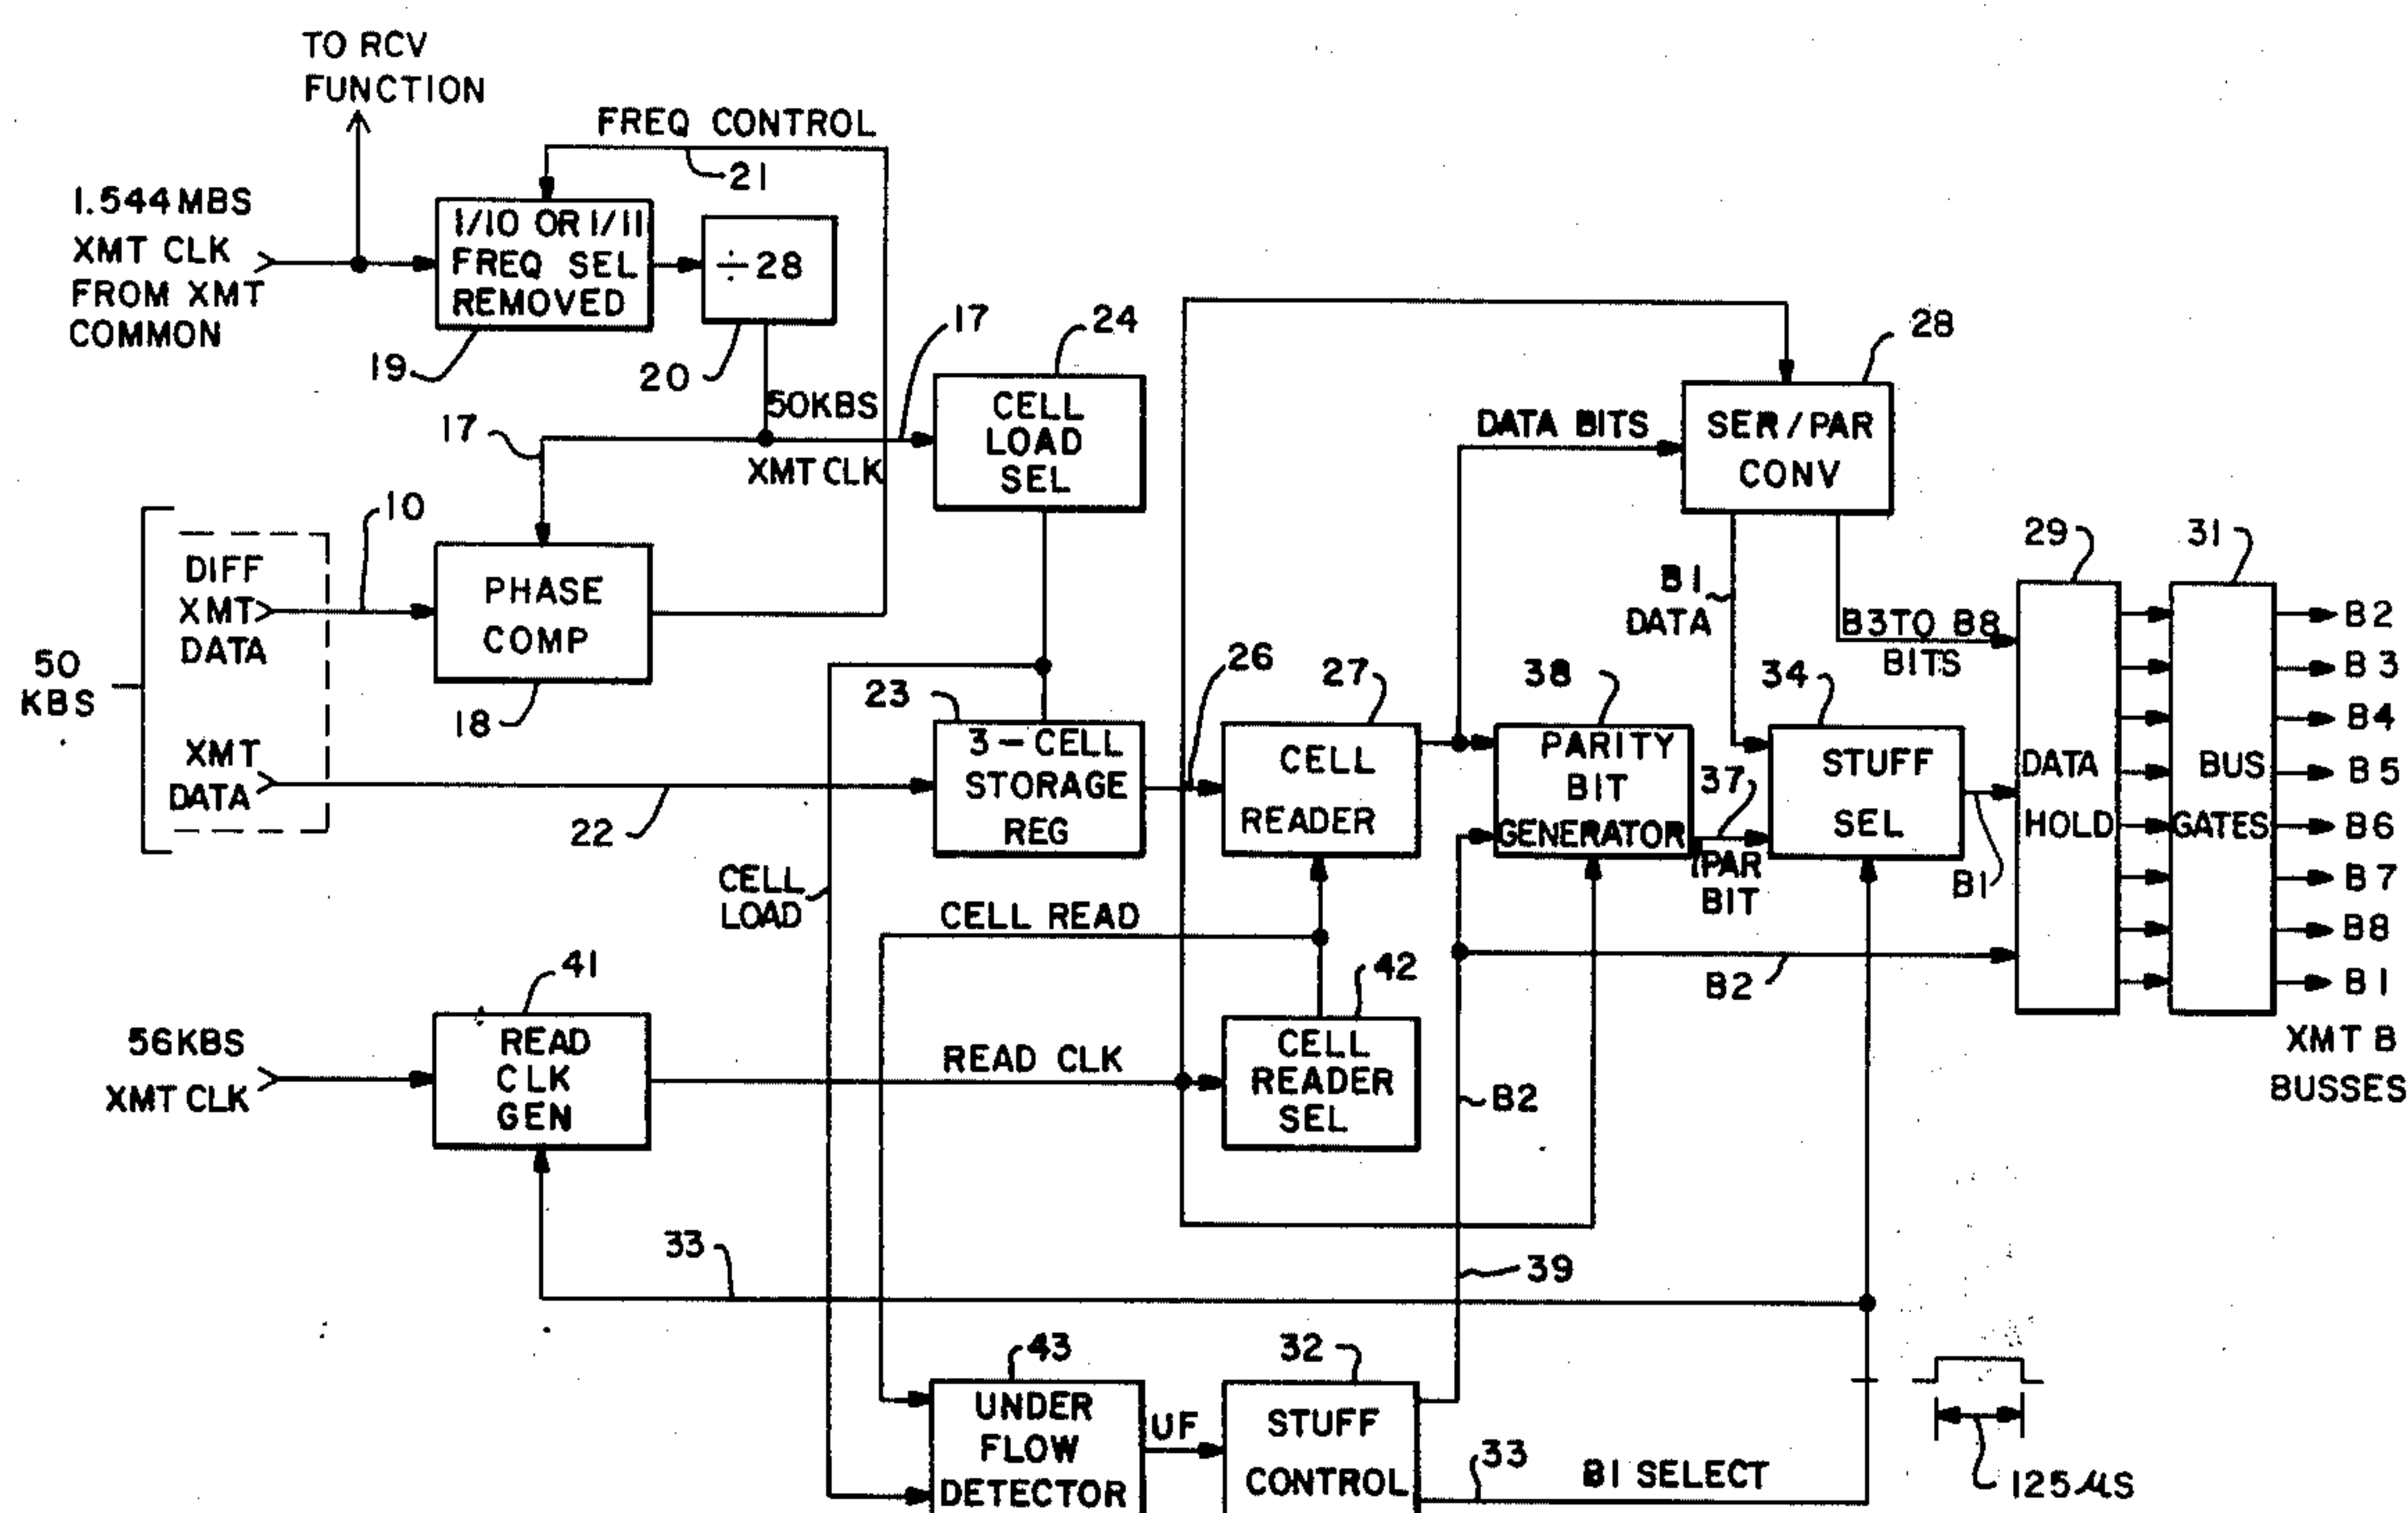 TO RCV
FUNCTION
FREQ CONTROL
21
1.544MBS
XMT CLK
FROM XMT
COMMON
1/10 OR 1/11
FREQ SEL
REMOVED
÷28
19
20
17
24
50KBS
XMT CLK
CELL
LOAD
SEL
17
10
28
DATA BITS
SER/PAR
CONV
50
KBS
DIFF
XMT
DATA
PHASE
COMP
18
XMT
DATA
22
23
3-CELL
STORAGE
REG
26
27
CELL
READER
38
PARITY
BIT
GENERATOR
37
PAR
BIT
B1
DATA
B3 TO B8
BITS
34
STUFF
SEL
B1
29
DATA
HOLD
31
BUS
GATES
B2
B3
B4
B5
B6
B7
B8
B1
XMT B
BUSSES
CELL
LOAD
CELL READ
41
56KBS
XMT CLK
READ
CLK
GEN
READ CLK
42
CELL
READER
SEL
B2
B2
33
39
43
UNDER
FLOW
DETECTOR
UF
32
STUFF
CONTROL
33
B1 SELECT
125μS